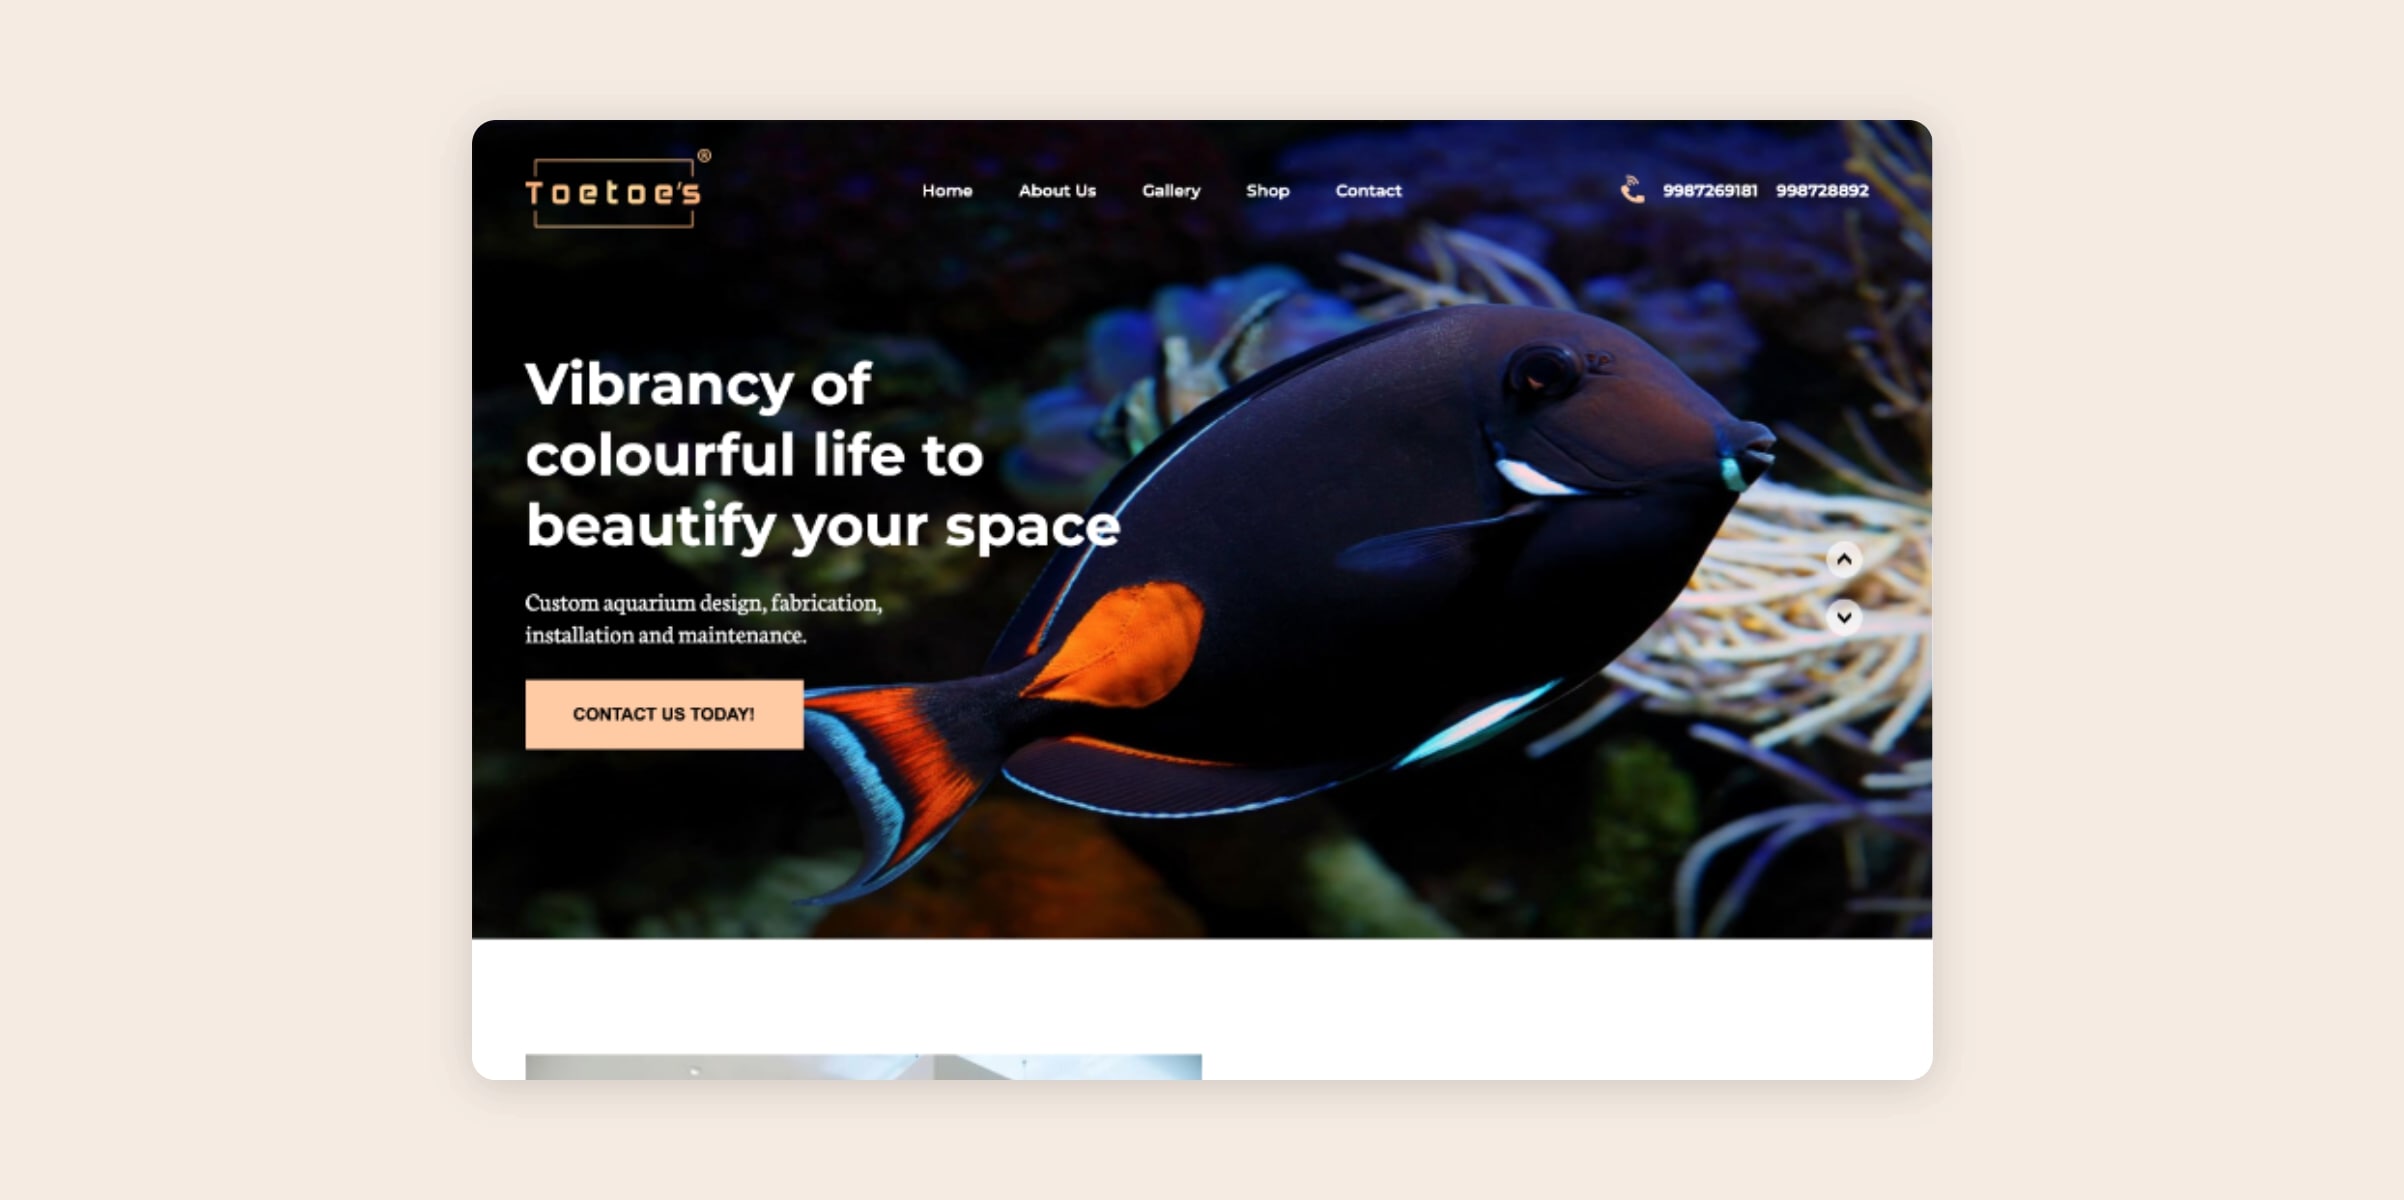 Toetoe's®
Home About Us Gallery Shop Contact
9987269181 998728892
Vibrancy of
colourful life to
beautify your space
Custom aquarium design, fabrication,
installation and maintenance.
CONTACT US TODAY!